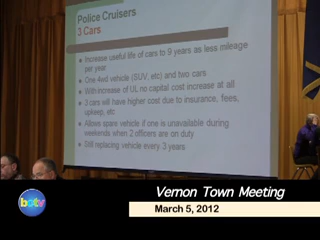 Police Cruisers
3 Cars
Increase useful life of cars to 9 years as less mileage
per year
One 4wd vehicle (SUV, etc) and two cars
With increase of UL no capital cost increase at all
3 cars will have higher cost due to insurance, fees,
upkeep, etc
Allows spare vehicle if one is unavailable during
weekends when 2 officers are on duty
Still replacing vehicle every 3 years
bctv
Vernon Town Meeting
March 5, 2012